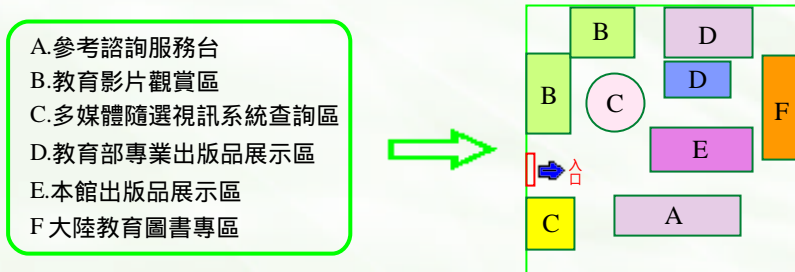 A.參考諮詢服務台
B.教育影片觀賞區
C.多媒體隨選視訊系統查詢區
D.教育部專業出版品展示區
E.本館出版品展示區
F大陸教育圖書專區
B
D
B
C
D
F
E
入口
C
A